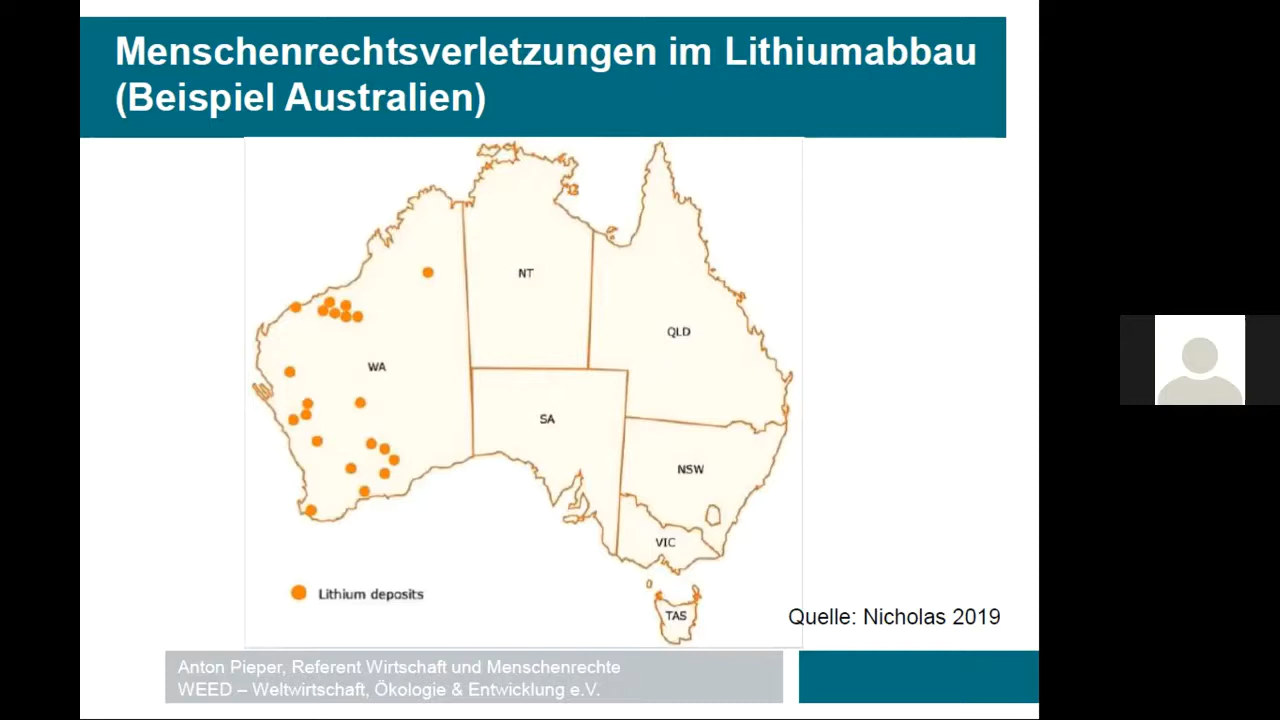 Menschenrechtsverletzungen im Lithiumabbau
(Beispiel Australien)
NT
QLD
WA
SA
NSW
VIC
Lithium deposits
TAS
Quelle: Nicholas 2019
Anton Pieper, Referent Wirtschaft und Menschenrechte
WEED – Weltwirtschaft, Ökologie & Entwicklung e.V.